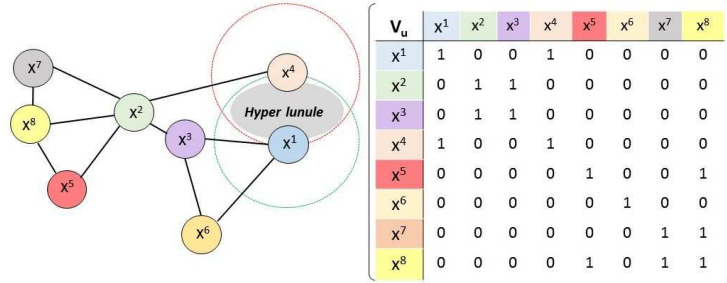 X⁷
X⁴
X⁸
X²
Hyper lunule
X³
X¹
X⁵
X⁶
Vᵤ X¹ X² X³ X⁴ X⁵ X⁶ X⁷ X⁸
X¹ 1 0 0 1 0 0 0 0
X² 0 1 1 0 0 0 0 0
X³ 0 1 1 0 0 0 0 0
X⁴ 1 0 0 1 0 0 0 0
X⁵ 0 0 0 0 1 0 0 1
X⁶ 0 0 0 0 0 1 0 0
X⁷ 0 0 0 0 0 0 1 1
X⁸ 0 0 0 0 1 0 1 1